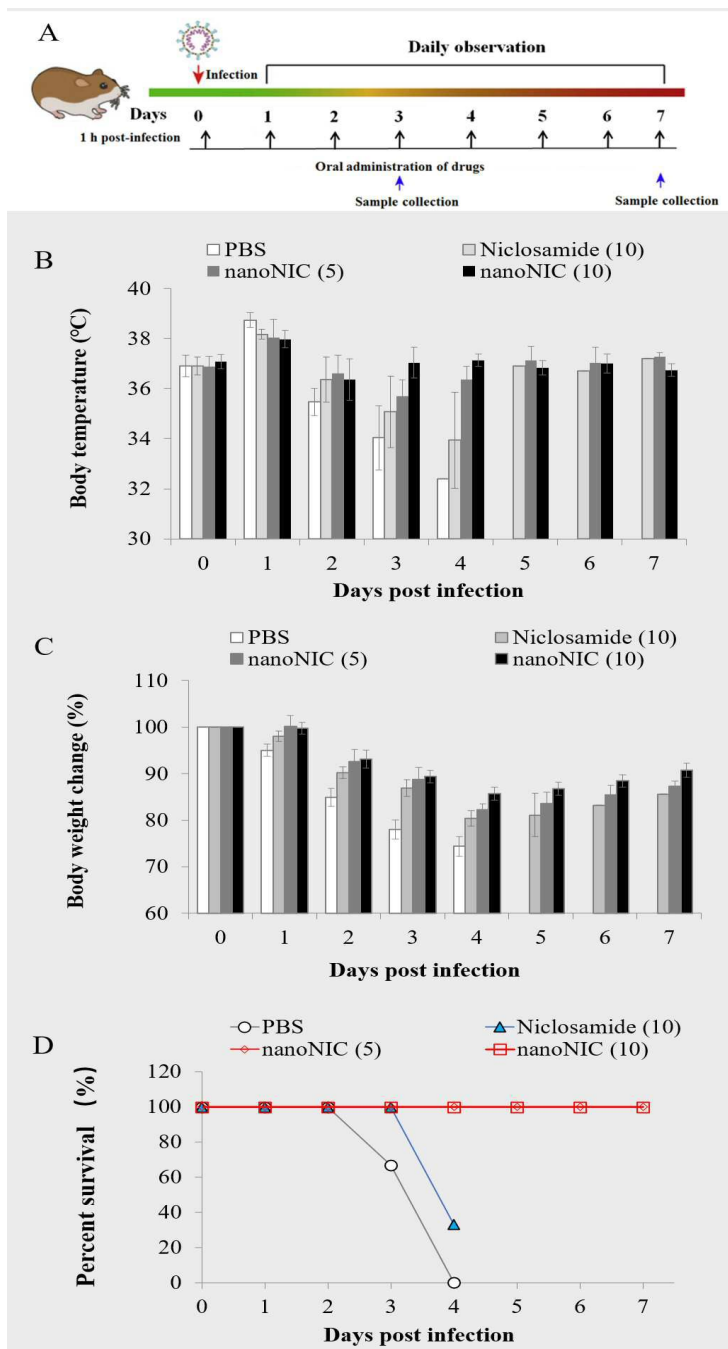 A
Daily observation
Infection
Days 0 1 2 3 4 5 6 7
1 h post-infection
Oral administration of drugs
Sample collection Sample collection
B
PBS Niclosamide (10)
nanoNIC (5) nanoNIC (10)
Body temperature (℃)
40
38
36
34
32
30
0 1 2 3 4 5 6 7
Days post infection
C
PBS Niclosamide (10)
nanoNIC (5) nanoNIC (10)
Body weight change (%)
110
100
90
80
70
60
0 1 2 3 4 5 6 7
Days post infection
D
PBS Niclosamide (10)
nanoNIC (5) nanoNIC (10)
Percent survival (%)
120
100
80
60
40
20
0
0 1 2 3 4 5 6 7
Days post infection